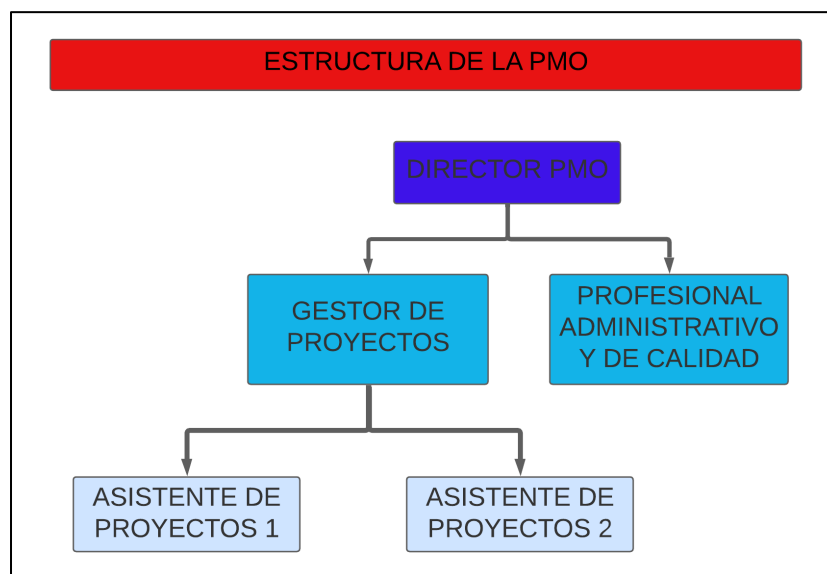 ESTRUCTURA DE LA PMO
DIRECTOR PMO
GESTOR DE
PROYECTOS
PROFESIONAL
ADMINISTRATIVO
Y DE CALIDAD
ASISTENTE DE
PROYECTOS 1
ASISTENTE DE
PROYECTOS 2